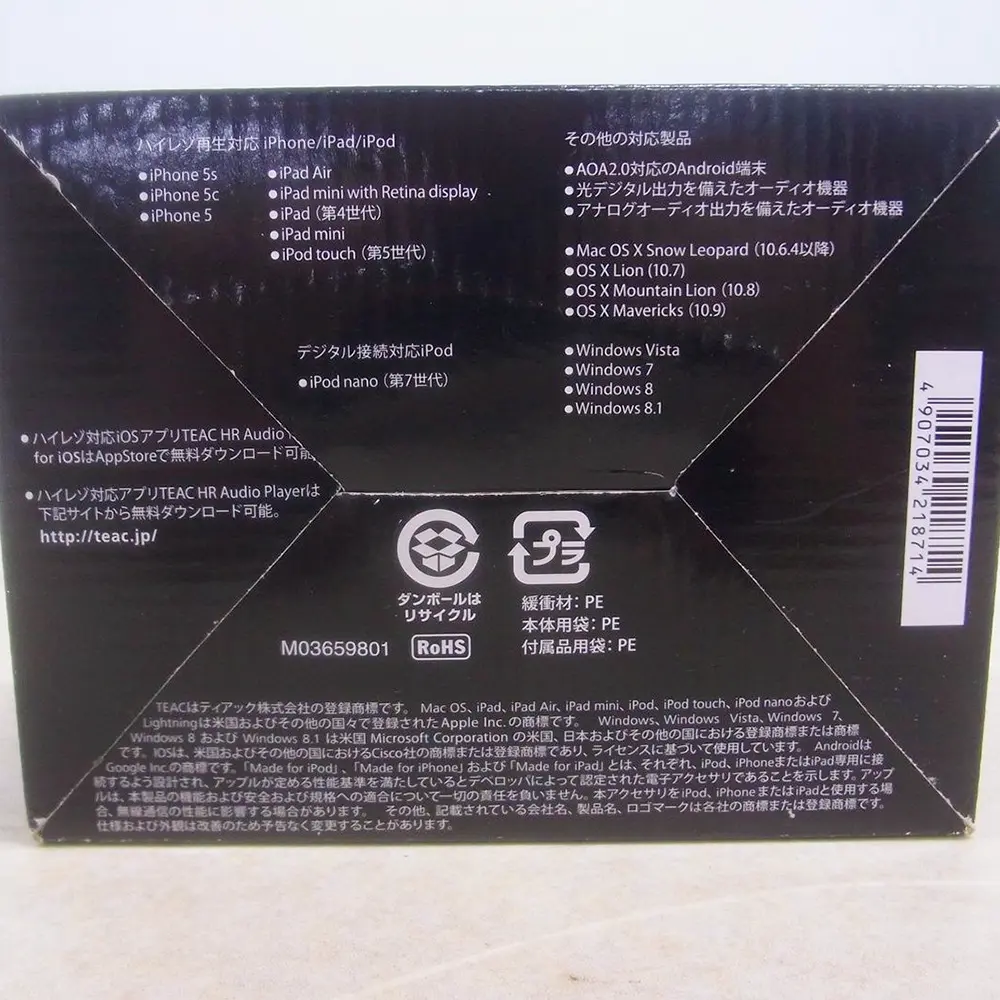 ハイレゾ再生対応 iPhone/iPad/iPod
●iPhone 5s
●iPhone 5c
●iPhone 5
●iPad Air
●iPad mini with Retina display
●iPad（第4世代）
●iPad mini
●iPod touch（第5世代）
デジタル接続対応iPod
●iPod nano（第7世代）
その他の対応製品
●AOA2.0対応のAndroid端末
●光デジタル出力を備えたオーディオ機器
●アナログオーディオ出力を備えたオーディオ機器
●Mac OS X Snow Leopard（10.6.4以降）
●OS X Lion (10.7)
●OS X Mountain Lion（10.8）
●OS X Mavericks（10.9）
●Windows Vista
●Windows 7
●Windows 8
●Windows 8.1
●ハイレゾ対応iOSアプリTEAC HR Audio
for iOSはAppStoreで無料ダウンロード可能
●ハイレゾ対応アプリTEAC HR Audio Playerは
下記サイトから無料ダウンロード可能。
http://teac.jp/
4 907034 218714
ダンボールは
リサイクル
プラ
緩衝材：PE
本体用袋：PE
付属品用袋：PE
M03659801
RoHS
TEACはティアック株式会社の登録商標です。 Mac OS、iPad、iPad Air、iPad mini、iPod、iPod touch、iPod nanoおよび
Lightningは米国およびその他の国々で登録されたApple Inc.の商標です。 Windows、Windows Vista、Windows 7、
Windows 8 および Windows 8.1 は米国 Microsoft Corporation の米国、日本およびその他の国における登録商標または商標
です。IOSは、米国およびその他の国におけるCisco社の商標または登録商標であり、ライセンスに基づいて使用しています。 Androidは
Google Inc.の商標です。「Made for iPod」、「Made for iPhone」および「Made for iPad」とは、それぞれ、iPod、iPhoneまたはiPad専用に接
続するよう設計され、アップルが定める性能基準を満たしているとデベロッパによって認定された電子アクセサリであることを示します。アップ
ルは、本製品の機能および安全および規格への適合について一切の責任を負いません。 本アクセサリをiPod、iPhoneまたはiPadと使用する場
合、無線通信の性能に影響する場合があります。 その他、記載されている会社名、製品名、ロゴマークは各社の商標または登録商標です。
仕様および外観は改善のため予告なく変更することがあります。